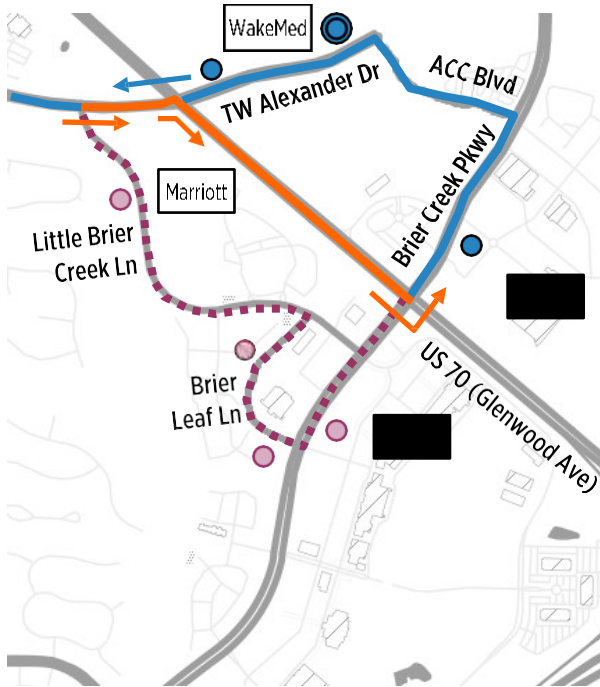 WakeMed
ACC Blvd
TW Alexander Dr
Brier Creek Pkwy
Marriott
Little Brier
Creek Ln
US 70 (Glenwood Ave)
Brier
Leaf Ln